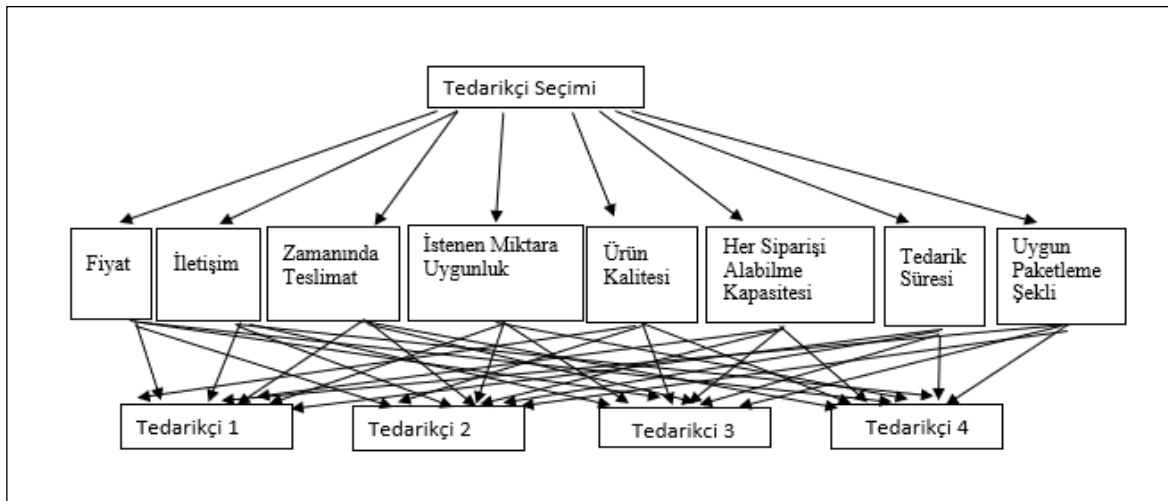 Tedarikçi Seçimi
Fiyat
İletişim
Zamanında
Teslimat
İstenen Miktara
Uygunluk
Ürün
Kalitesi
Her Siparişi
Alabilme
Kapasitesi
Tedarik
Süresi
Uygun
Paketleme
Şekli
Tedarikçi 1
Tedarikçi 2
Tedarikci 3
Tedarikçi 4